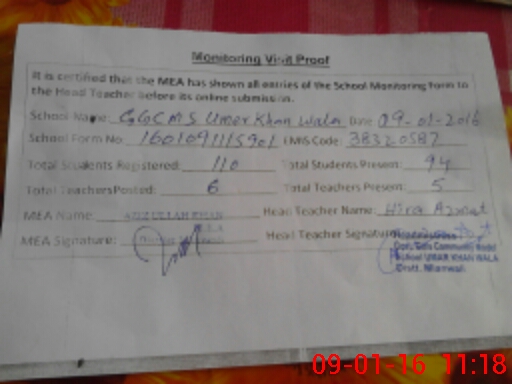 Monitoring Visit Proof
It is certified that the MEA has shown all entries of the School Monitoring Form to
the Head Teacher before its online submission.
School Name: GGCMS Umer Khan Wala Date: 09-01-2016
School Form No: 1601091115901 EMIS Code: 38320587
Total Students Registered: 110 Total Students Present: 94
Total Teachers Posted: 6 Total Teachers Present: 5
MEA Name: AZIZ ULLAH KHAN Head Teacher Name: Hira Azmat
MEA Signature: Head Teacher Signature
Govt. Girls Community Model
School UMAR KHAN WALA
Distt. Mianwali
09-01-16 11:18